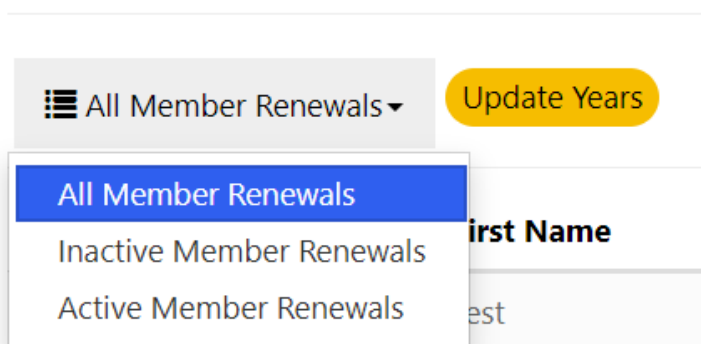 All Member Renewals
Update Years
All Member Renewals
Inactive Member Renewals
irst Name
Active Member Renewals
est